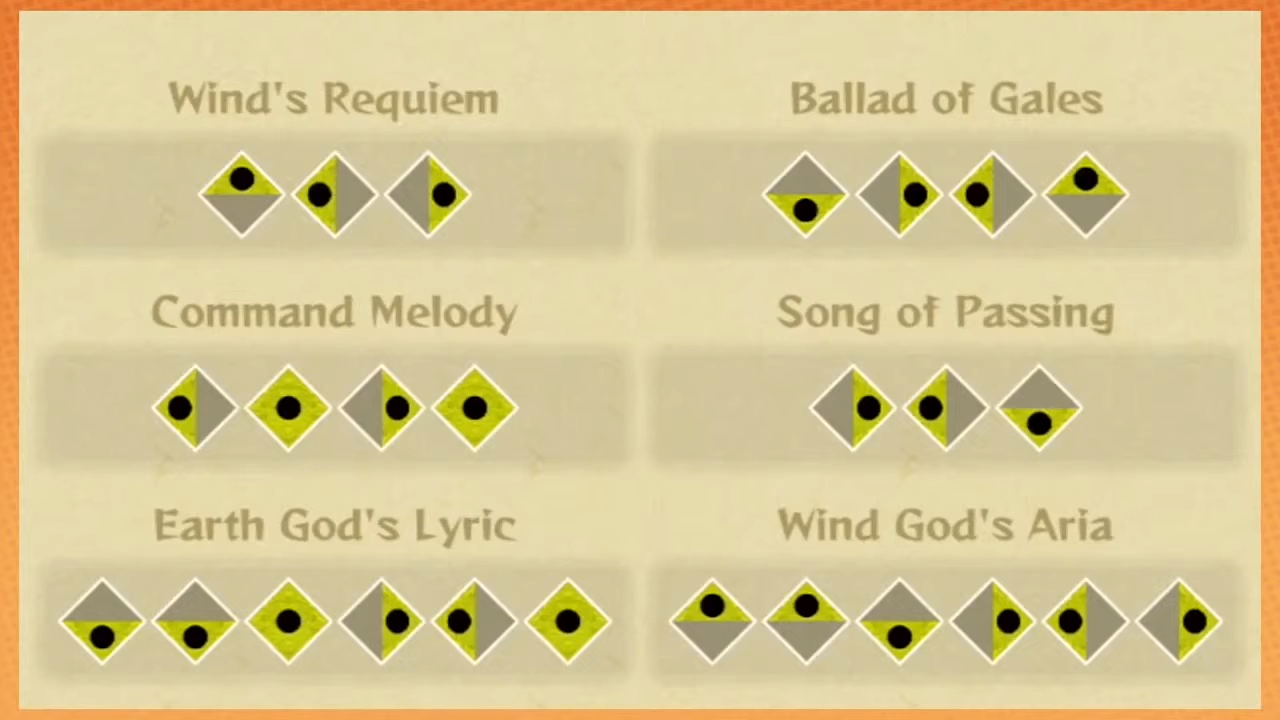 Wind's Requiem
Ballad of Gales
Command Melody
Song of Passing
Earth God's Lyric
Wind God's Aria